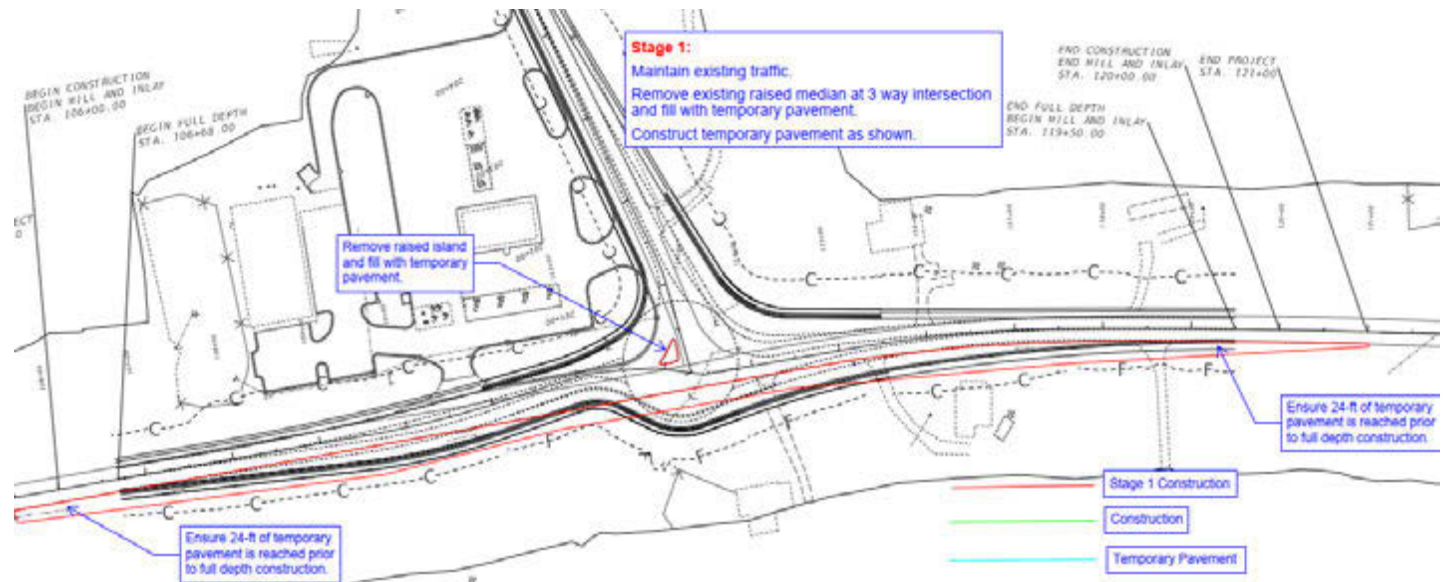 BEGIN CONSTRUCTION
BEGIN MILL AND INLAY
STA. 106+00.00
BEGIN FULL DEPTH
STA. 106+68.00
Stage 1:
Maintain existing traffic.
Remove existing raised median at 3 way intersection
and fill with temporary pavement.
Construct temporary pavement as shown.
END CONSTRUCTION
END MILL AND INLAY
STA. 120+00.00
END PROJECT
STA. 121+00
END FULL DEPTH
BEGIN MILL AND INLAY
STA. 119+50.00
Remove raised island
and fill with temporary
pavement.
C
C
C
C
C
C
C
C
C
C
C
C
F
F
F
F
F
Ensure 24-ft of temporary
pavement is reached prior
to full depth construction.
Ensure 24-ft of temporary
pavement is reached prior
to full depth construction.
Stage 1 Construction
Construction
Temporary Pavement